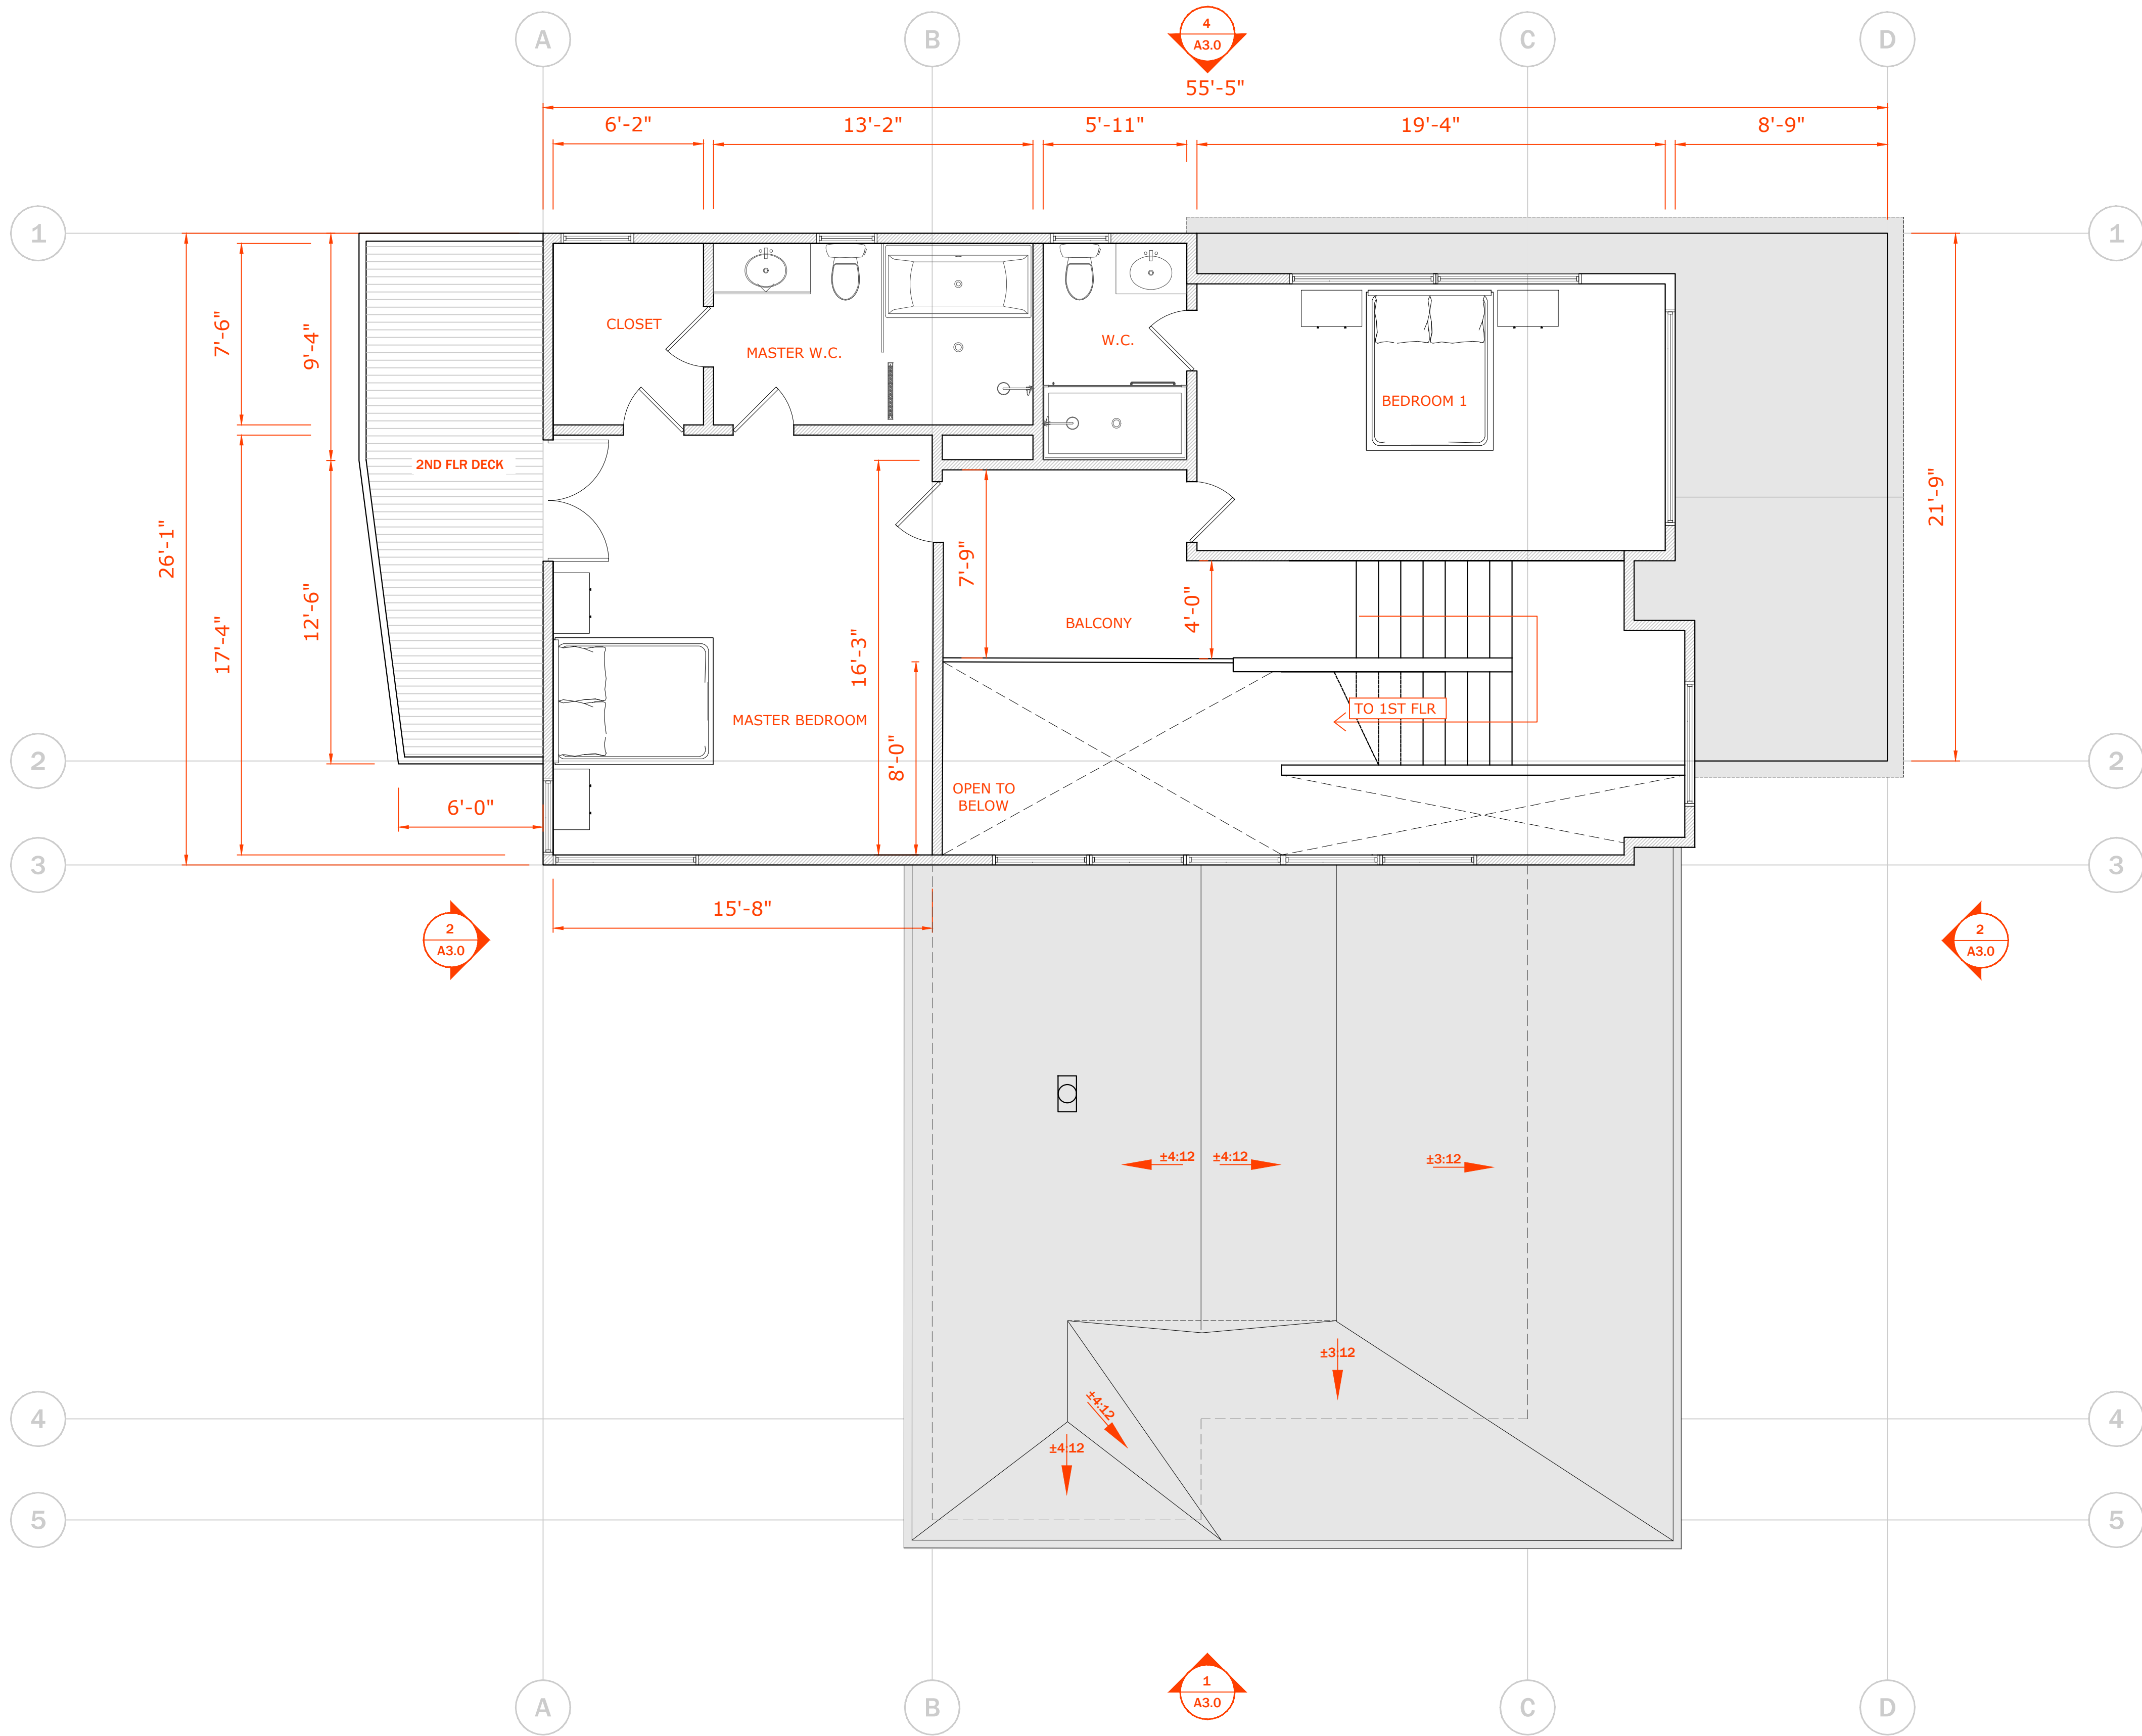 A
B
4
A3.0
C
D
55'-5"
6'-2"
13'-2"
5'-11"
19'-4"
8'-9"
1
1
7'-6"
9'-4"
CLOSET
MASTER W.C.
W.C.
BEDROOM 1
2ND FLR DECK
26'-1"
21'-9"
7'-9"
17'-4"
12'-6"
16'-3"
BALCONY
4'-0"
MASTER BEDROOM
TO 1ST FLR
2
2
8'-0"
OPEN TO
BELOW
6'-0"
3
3
15'-8"
2
A3.0
2
A3.0
±4:12
±4:12
±3:12
±3:12
±4:12
±4:12
4
4
5
5
1
A3.0
A
B
C
D